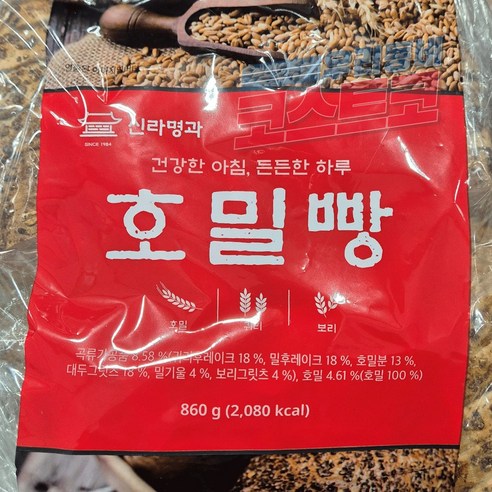 신라명과
SINCE 1984
코스트코
건강한 아침, 든든한 하루
호밀빵
호밀
귀리
보리
곡류가공품 8.58 %(귀리후레이크 18 %, 밀후레이크 18 %, 호밀분 13 %,
대두그릿츠 18 %, 밀기울 4 %, 보리그릿츠 4 %), 호밀 4.61 %(호밀 100 %)
860 g (2,080 kcal)